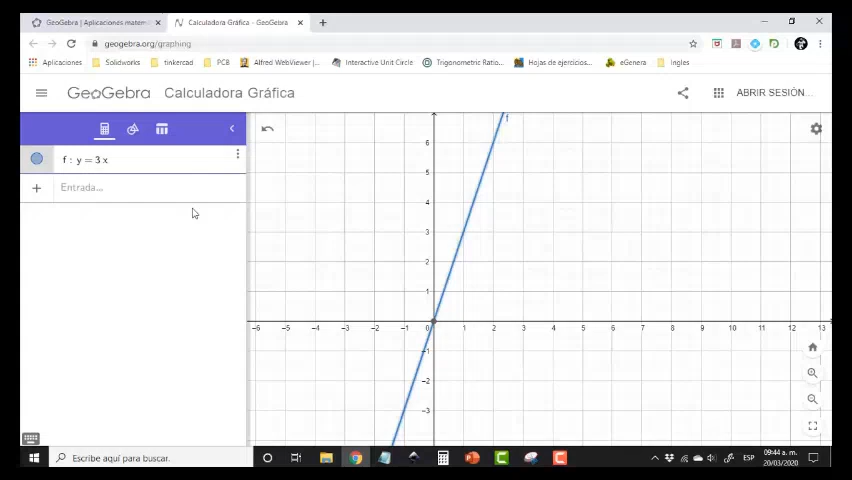 GeoGebra | Aplicaciones matem
Calculadora Gráfica - GeoGebra
geogebra.org/graphing
Aplicaciones
Solidworks
tinkercad
PCB
Alfred WebViewer |...
Interactive Unit Circle
Trigonometric Ratio...
Hojas de ejercicios...
eGenera
Ingles
GeoGebra
Calculadora Gráfica
ABRIR SESIÓN...
f : y = 3 x
Entrada...
f
6
5
4
3
2
1
−6 −5 −4 −3 −2 −1 0 1 2 3 4 5 6 7 8 9 10 11 12 13
−1
−2
−3
Escribe aquí para buscar.
ESP
09:44 a. m.
20/03/2020